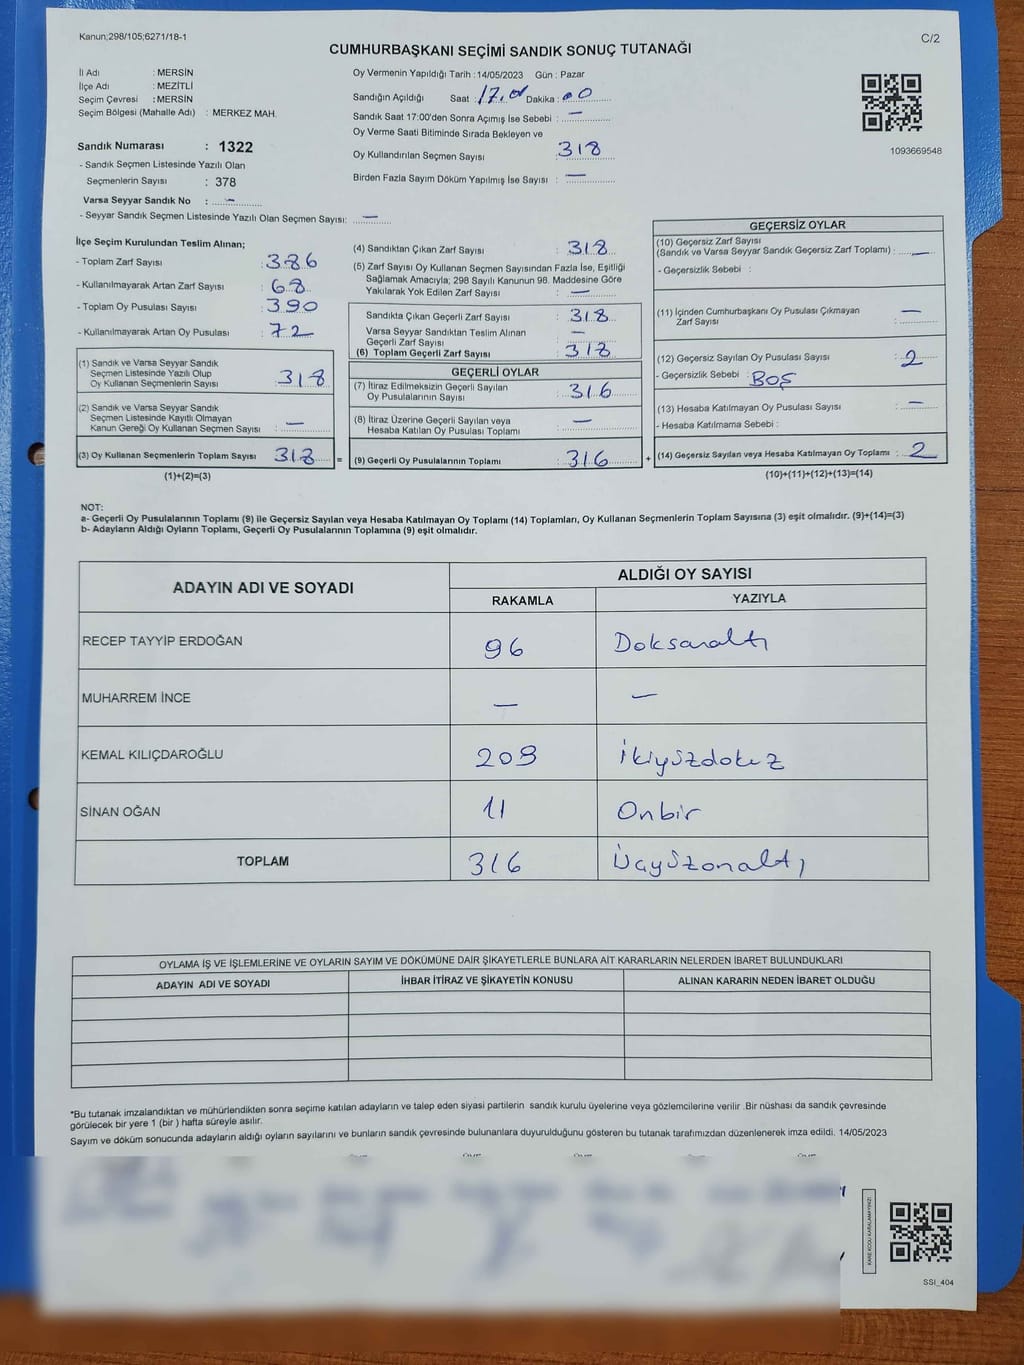 Kanun;298/105;6271/18-1
C/2
CUMHURBAŞKANI SEÇİMİ SANDIK SONUÇ TUTANAĞI
İl Adı : MERSİN
İlçe Adı : MEZİTLİ
Seçim Çevresi : MERSİN
Seçim Bölgesi (Mahalle Adı) : MERKEZ MAH.
Sandık Numarası : 1322
- Sandık Seçmen Listesinde Yazılı Olan
Seçmenlerin Sayısı : 378
Varsa Seyyar Sandık No : —
- Seyyar Sandık Seçmen Listesinde Yazılı Olan Seçmen Sayısı: —
Oy Vermenin Yapıldığı Tarih : 14/05/2023 Gün : Pazar
Sandığın Açıldığı Saat : 17.0 Dakika : 00
Sandık Saat 17:00'den Sonra Açımış İse Sebebi : —
Oy Verme Saati Bitiminde Sırada Bekleyen ve
Oy Kullandırılan Seçmen Sayısı : 318
Birden Fazla Sayım Döküm Yapılmış İse Sayısı : —
1093669548
İlçe Seçim Kurulundan Teslim Alınan;
- Toplam Zarf Sayısı : 386
- Kullanılmayarak Artan Zarf Sayısı : 68
- Toplam Oy Pusulası Sayısı : 390
- Kullanılmayarak Artan Oy Pusulası : 72
(1) Sandık ve Varsa Seyyar Sandık
Seçmen Listesinde Yazılı Olup
Oy Kullanan Seçmenlerin Sayısı : 318
(2) Sandık ve Varsa Seyyar Sandık
Seçmen Listesinde Kayıtlı Olmayan
Kanun Gereği Oy Kullanan Seçmen Sayısı : —
(3) Oy Kullanan Seçmenlerin Toplam Sayısı : 318
(1)+(2)=(3)
(4) Sandıktan Çıkan Zarf Sayısı : 318
(5) Zarf Sayısı Oy Kullanan Seçmen Sayısından Fazla İse, Eşitliği
Sağlamak Amacıyla; 298 Sayılı Kanunun 98. Maddesine Göre
Yakılarak Yok Edilen Zarf Sayısı : —
Sandıkta Çıkan Geçerli Zarf Sayısı : 318
Varsa Seyyar Sandıktan Teslim Alınan
Geçerli Zarf Sayısı : —
(6) Toplam Geçerli Zarf Sayısı : 318
GEÇERLİ OYLAR
(7) İtiraz Edilmeksizin Geçerli Sayılan
Oy Pusulalarının Sayısı : 316
(8) İtiraz Üzerine Geçerli Sayılan veya
Hesaba Katılan Oy Pusulası Toplamı : —
= (9) Geçerli Oy Pusulalarının Toplamı : 316
GEÇERSİZ OYLAR
(10) Geçersiz Zarf Sayısı
(Sandık ve Varsa Seyyar Sandık Geçersiz Zarf Toplamı) : —
- Geçersizlik Sebebi :
(11) İçinden Cumhurbaşkanı Oy Pusulası Çıkmayan
Zarf Sayısı : —
(12) Geçersiz Sayılan Oy Pusulası Sayısı : 2
- Geçersizlik Sebebi : BOŞ
(13) Hesaba Katılmayan Oy Pusulası Sayısı : —
- Hesaba Katılmama Sebebi :
+ (14) Geçersiz Sayılan veya Hesaba Katılmayan Oy Toplamı : 2
(10)+(11)+(12)+(13)=(14)
NOT:
a- Geçerli Oy Pusulalarının Toplamı (9) ile Geçersiz Sayılan veya Hesaba Katılmayan Oy Toplamı (14) Toplamları, Oy Kullanan Seçmenlerin Toplam Sayısına (3) eşit olmalıdır. (9)+(14)=(3)
b- Adayların Aldığı Oyların Toplamı, Geçerli Oy Pusulalarının Toplamına (9) eşit olmalıdır.
ADAYIN ADI VE SOYADI
ALDIĞI OY SAYISI
RAKAMLA YAZIYLA
RECEP TAYYİP ERDOĞAN 96 Doksanaltı
MUHARREM İNCE — —
KEMAL KILIÇDAROĞLU 209 İkiyüzdokuz
SİNAN OĞAN 11 Onbir
TOPLAM 316 Üçyüzonaltı
OYLAMA İŞ VE İŞLEMLERİNE VE OYLARIN SAYIM VE DÖKÜMÜNE DAİR ŞİKAYETLERLE BUNLARA AİT KARARLARIN NELERDEN İBARET BULUNDUKLARI
ADAYIN ADI VE SOYADI İHBAR İTİRAZ VE ŞİKAYETİN KONUSU ALINAN KARARIN NEDEN İBARET OLDUĞU
*Bu tutanak imzalandıktan ve mühürlendikten sonra seçime katılan adayların ve talep eden siyasi partilerin sandık kurulu üyelerine veya gözlemcilerine verilir .Bir nüshası da sandık çevresinde
görülecek bir yere 1 (bir ) hafta süreyle asılır.
Sayım ve döküm sonucunda adayların aldığı oyların sayılarını ve bunların sandık çevresinde bulunanlara duyurulduğunu gösteren bu tutanak tarafımızdan düzenlenerek imza edildi. 14/05/2023
KARE KODU KARALAMAYINIZ!
SSI_404